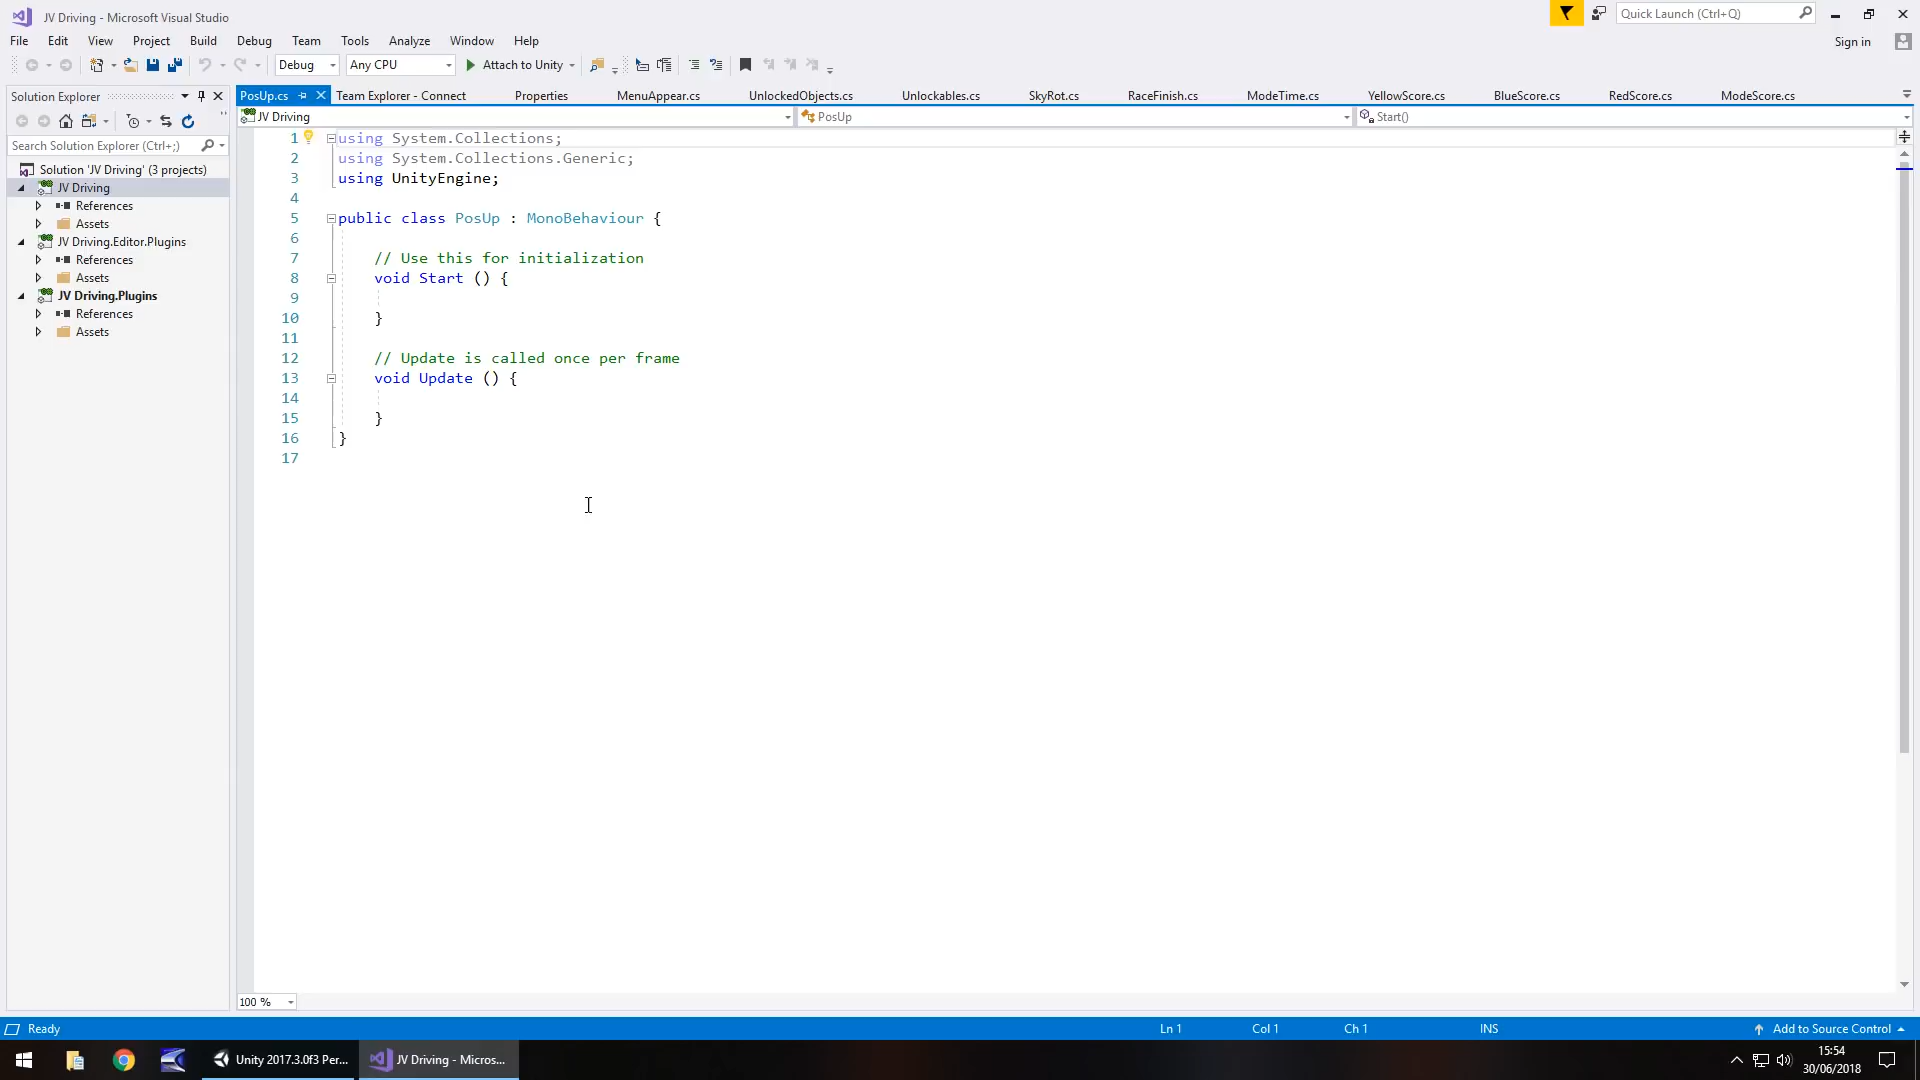 JV Driving - Microsoft Visual Studio
Quick Launch (Ctrl+Q)
File Edit View Project Build Debug Team Tools Analyze Window Help
Sign in
Debug Any CPU Attach to Unity
Solution Explorer
PosUp.cs Team Explorer - Connect Properties MenuAppear.cs UnlockedObjects.cs Unlockables.cs SkyRot.cs RaceFinish.cs ModeTime.cs YellowScore.cs BlueScore.cs RedScore.cs ModeScore.cs
JV Driving PosUp Start()
Search Solution Explorer (Ctrl+;)
Solution 'JV Driving' (3 projects)
JV Driving
References
Assets
JV Driving.Editor.Plugins
References
Assets
JV Driving.Plugins
References
Assets
1 using System.Collections;
2 using System.Collections.Generic;
3 using UnityEngine;
4
5 public class PosUp : MonoBehaviour {
6
7 // Use this for initialization
8 void Start () {
9
10 }
11
12 // Update is called once per frame
13 void Update () {
14
15 }
16 }
17
100 %
Ready Ln 1 Col 1 Ch 1 INS Add to Source Control
Unity 2017.3.0f3 Per... JV Driving - Micros...
15:54
30/06/2018